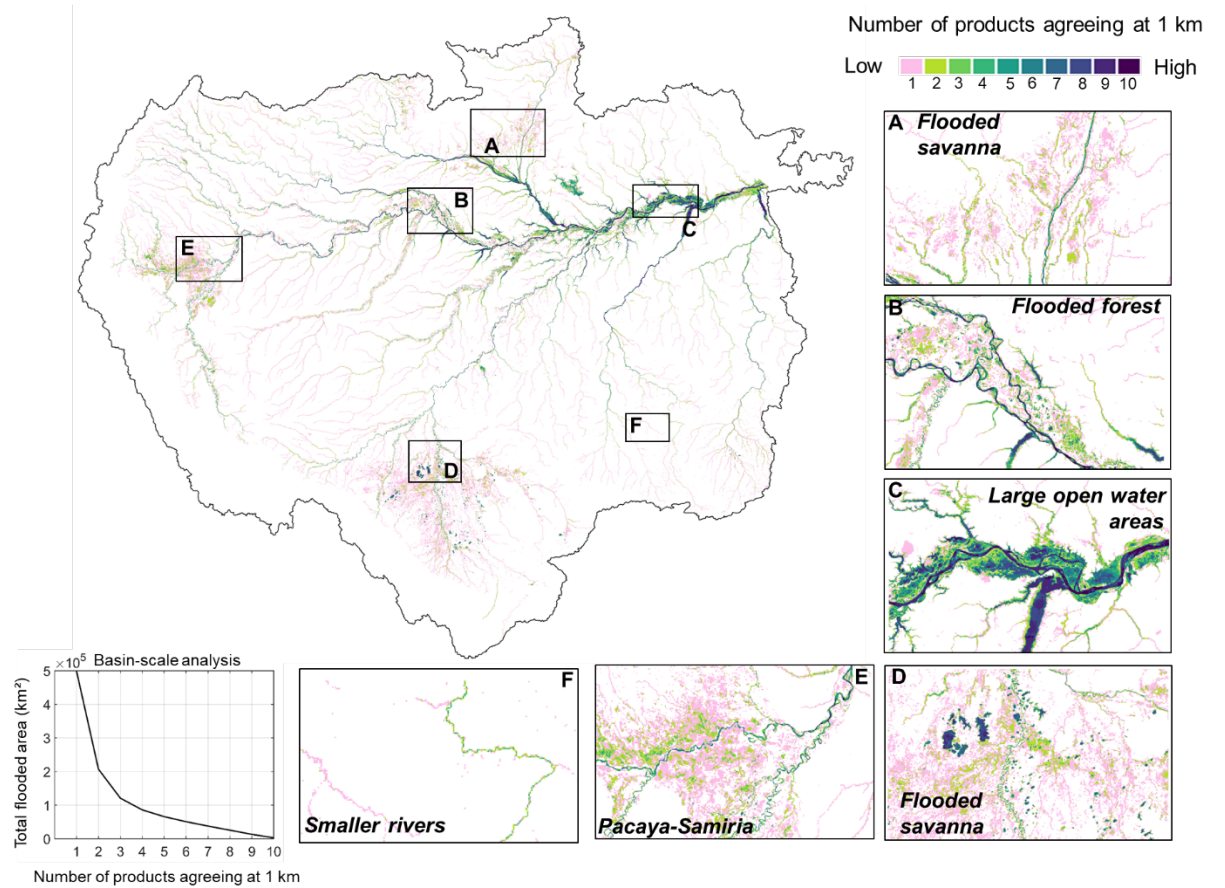 Number of products agreeing at 1 km
Low
High
1 2 3 4 5 6 7 8 9 10
A
B
C
D
E
F
A
Flooded
savanna
B
Flooded forest
C
Large open water
areas
D
Flooded
savanna
E
Pacaya-Samiria
F
Smaller rivers
×10⁵
Basin-scale analysis
Total flooded area (km²)
5
4
3
2
1
0
1 2 3 4 5 6 7 8 9 10
Number of products agreeing at 1 km